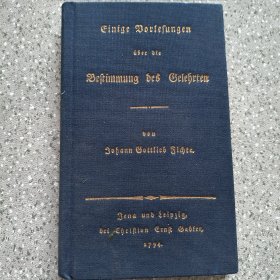 Einige Vorlesungen
über die
Bestimmung des Gelehrten
von
Johann Gottlieb Fichte.
Jena und Leipzig,
bei Christian Ernst Gabler,
1794.